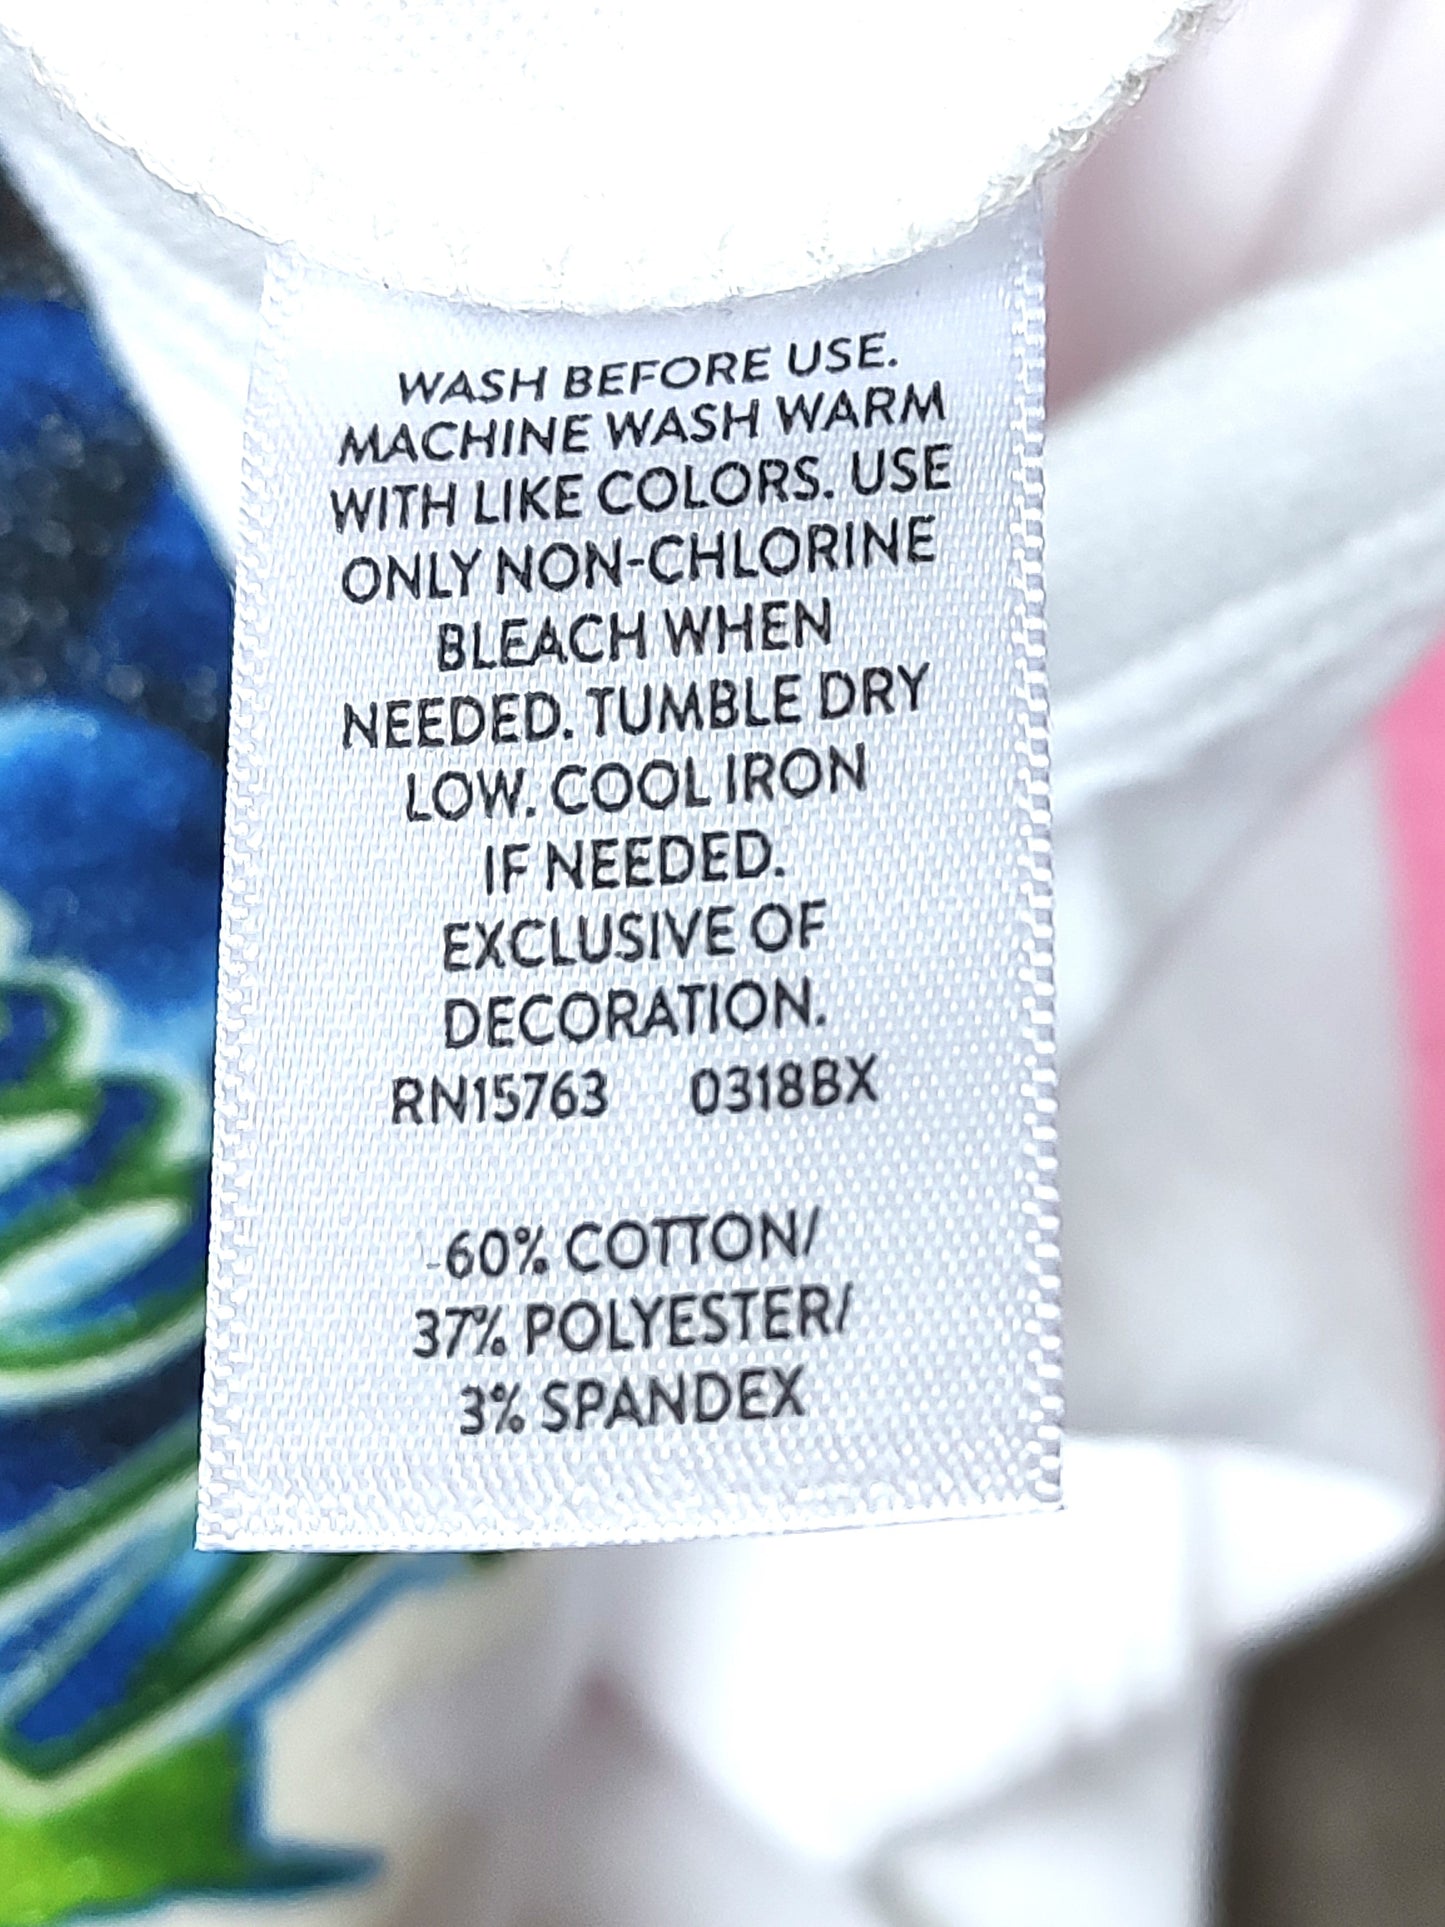 WASH BEFORE USE.
MACHINE WASH WARM
WITH LIKE COLORS. USE
ONLY NON-CHLORINE
BLEACH WHEN
NEEDED. TUMBLE DRY
LOW. COOL IRON
IF NEEDED.
EXCLUSIVE OF
DECORATION.
RN15763 0318BX
60% COTTON/
37% POLYESTER/
3% SPANDEX